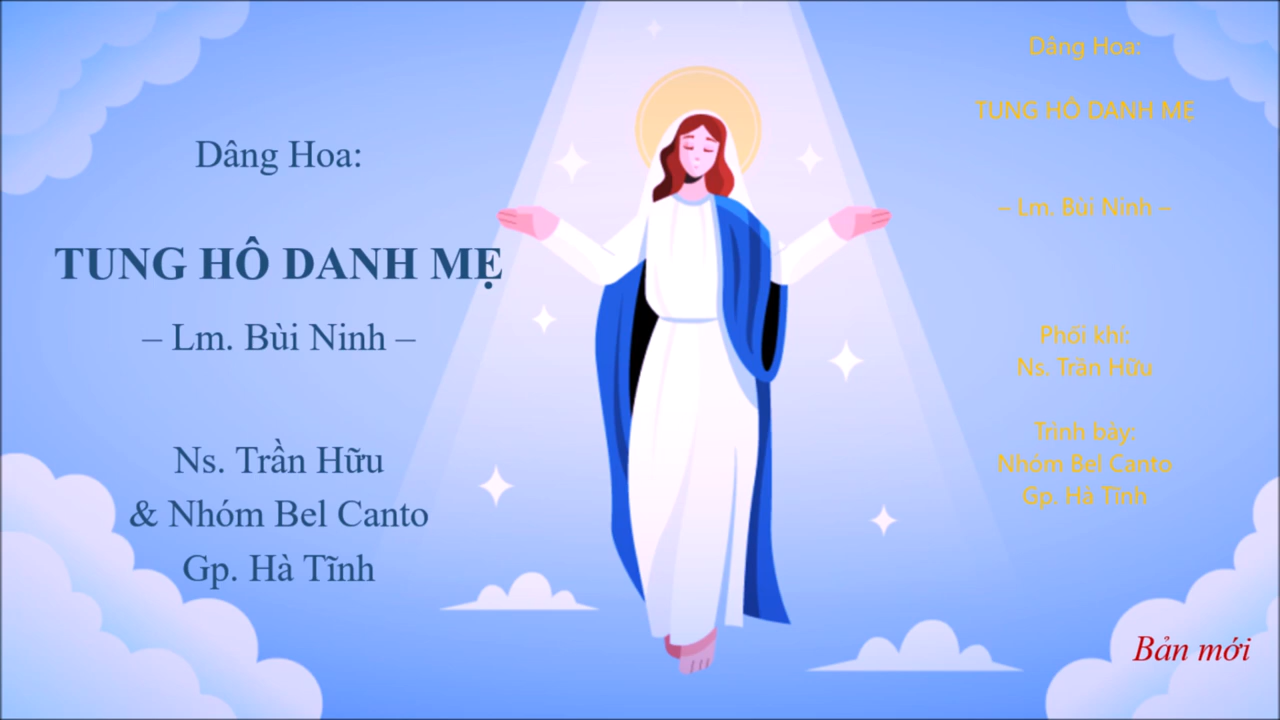 Dâng Hoa:
TUNG HÔ DANH MẸ
– Lm. Bùi Ninh –
Ns. Trần Hữu
& Nhóm Bel Canto
Gp. Hà Tĩnh
Dâng Hoa:
TUNG HÔ DANH MẸ
– Lm. Bùi Ninh –
Phối khí:
Ns. Trần Hữu
Trình bày:
Nhóm Bel Canto
Gp. Hà Tĩnh
Bản mới